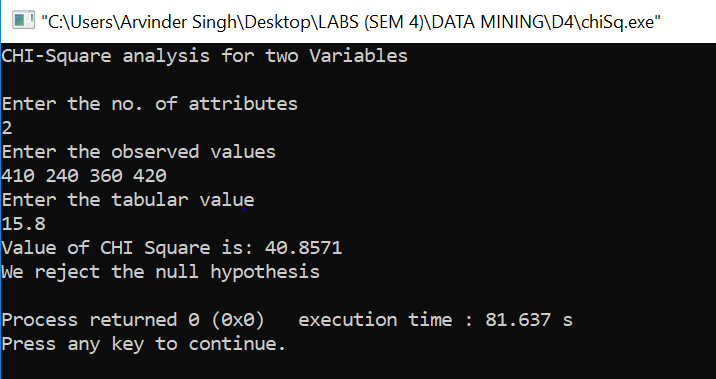 "C:\Users\Arvinder Singh\Desktop\LABS (SEM 4)\DATA MINING\D4\chiSq.exe"
CHI-Square analysis for two Variables
Enter the no. of attributes
2
Enter the observed values
410 240 360 420
Enter the tabular value
15.8
Value of CHI Square is: 40.8571
We reject the null hypothesis
Process returned 0 (0x0)   execution time : 81.637 s
Press any key to continue.